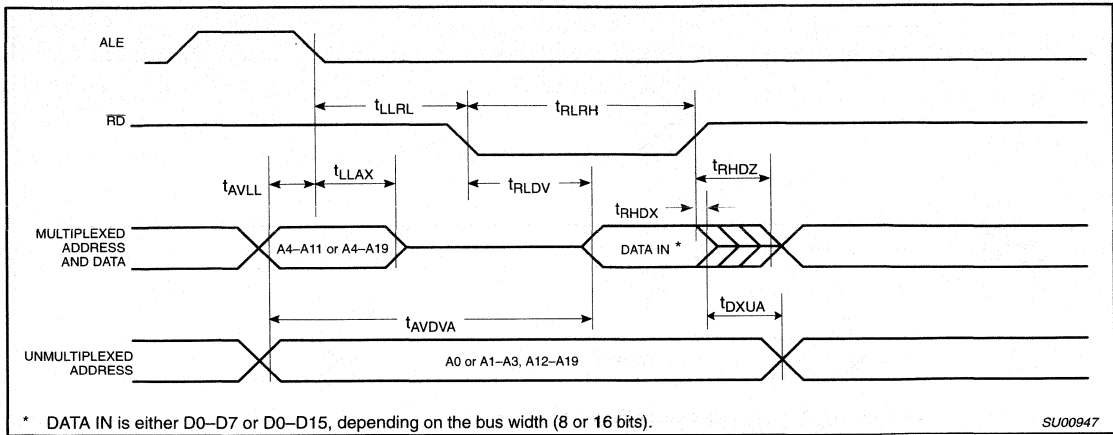 ALE
tLLRL
tRLRH
RD
tAVLL
tLLAX
tRLDV
tRHDZ
tRHDX
MULTIPLEXED
ADDRESS
AND DATA
A4–A11 or A4–A19
DATA IN *
tDXUA
tAVDVA
UNMULTIPLEXED
ADDRESS
A0 or A1–A3, A12–A19
* DATA IN is either D0–D7 or D0–D15, depending on the bus width (8 or 16 bits).
SU00947